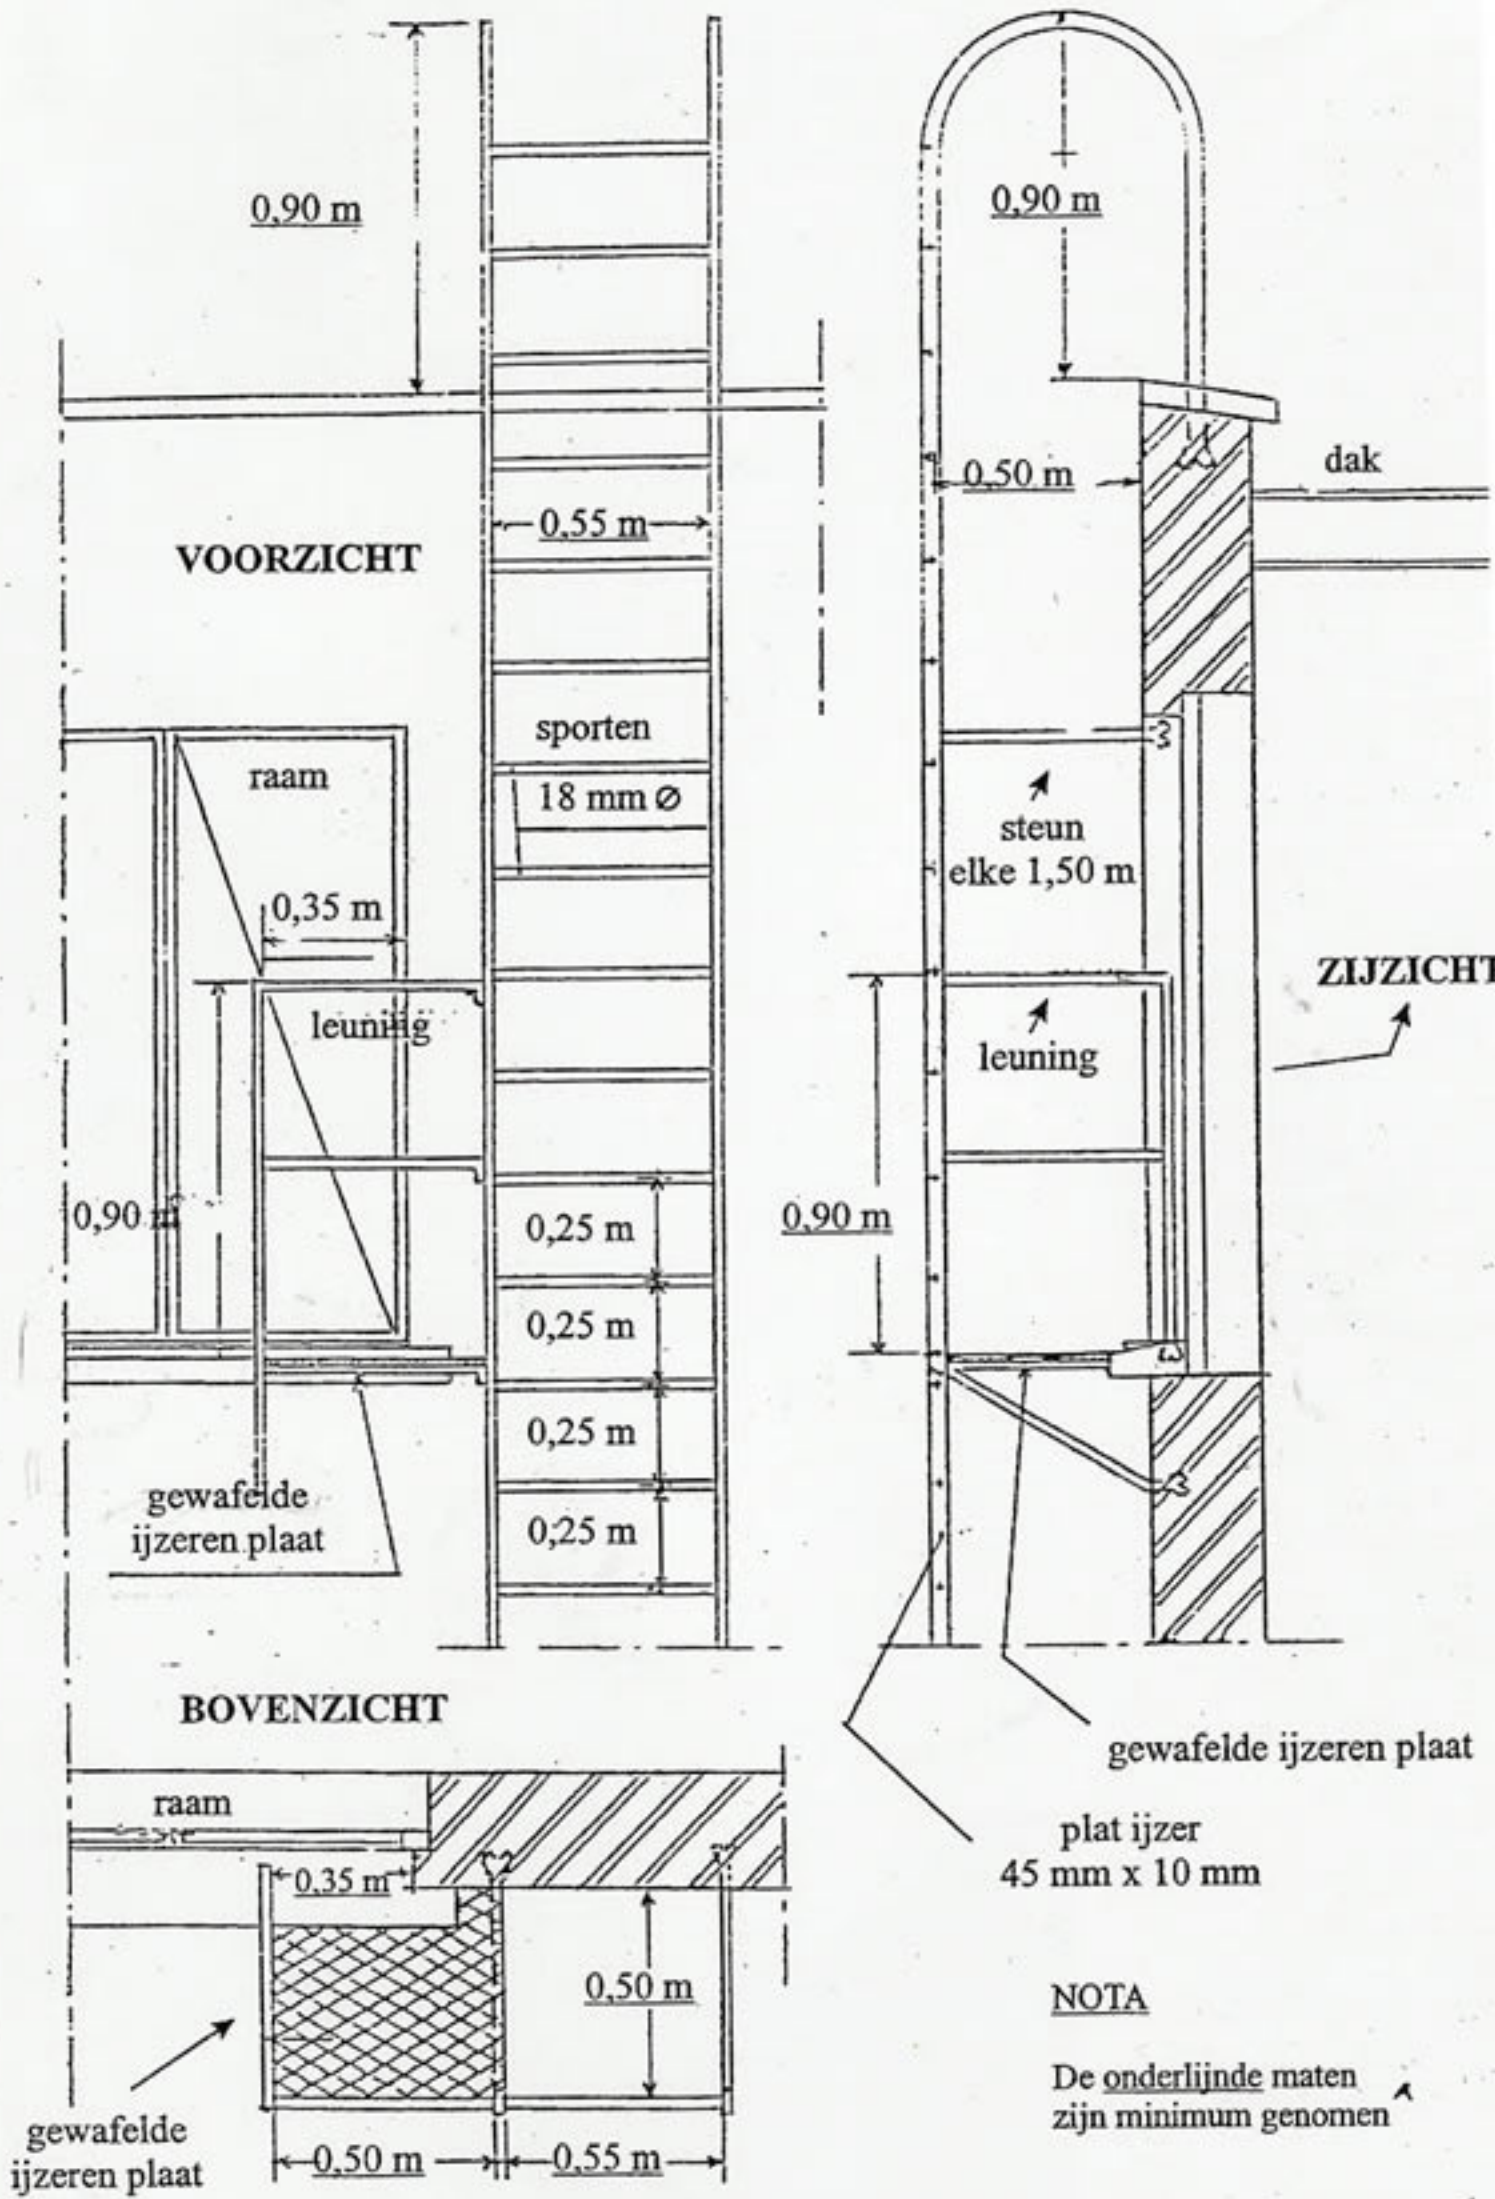 0,90 m
0,90 m
dak
0,50 m
0,55 m
VOORZICHT
sporten
raam
18 mm Ø
steun
elke 1,50 m
0,35 m
ZIJZICHT
leuning
leuning
0,90 m
0,25 m
0,90 m
0,25 m
0,25 m
gewafelde
ijzeren plaat
0,25 m
BOVENZICHT
gewafelde ijzeren plaat
raam
plat ijzer
45 mm x 10 mm
0,35 m
0,50 m
NOTA
De onderlijnde maten
zijn minimum genomen
gewafelde
ijzeren plaat
0,50 m
0,55 m